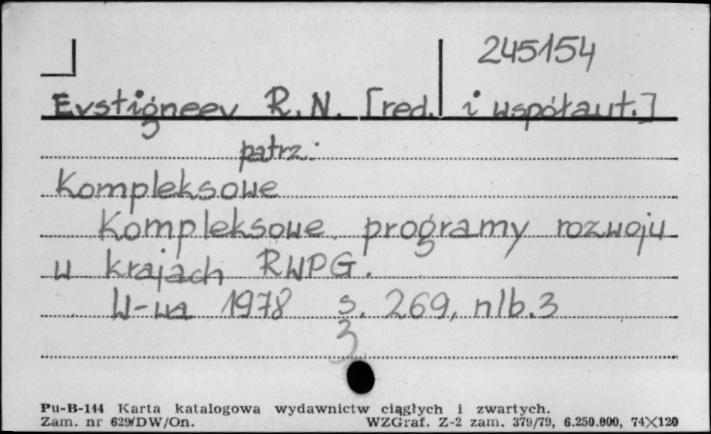 245154
Evstigneev R.N. [red. i współaut.]
patrz:
Kompleksowe
Kompleksowe programy rozwoju
w krajach RWPG.
W-wa 1978 s. 269, nlb. 3
3
Pu-B-144 Karta katalogowa wydawnictw ciągłych i zwartych.
Zam. nr 629/DW/On. WZGraf. Z-2 zam. 379/79, 6.250.000, 74X120